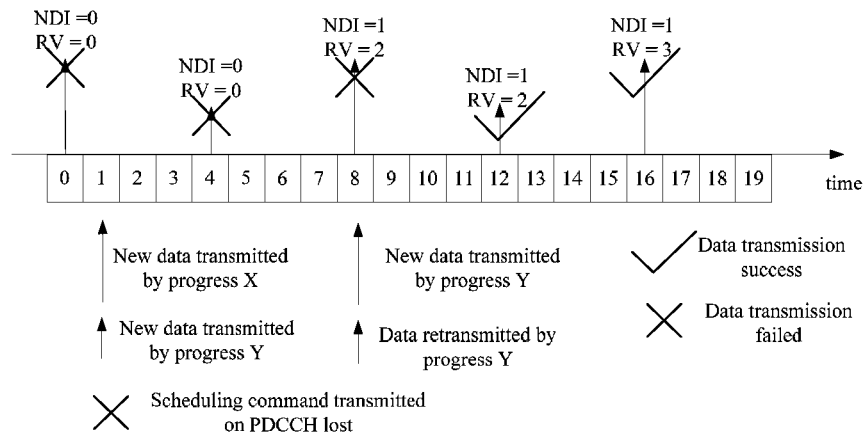 NDI =0
RV = 0
NDI =0
RV = 0
NDI =1
RV = 2
NDI =1
RV = 2
NDI =1
RV = 3
0 1 2 3 4 5 6 7 8 9 10 11 12 13 14 15 16 17 18 19
time
New data transmitted
by progress X
New data transmitted
by progress Y
Data transmission
success
New data transmitted
by progress Y
Data retransmitted by
progress Y
Data transmission
failed
Scheduling command transmitted
on PDCCH lost